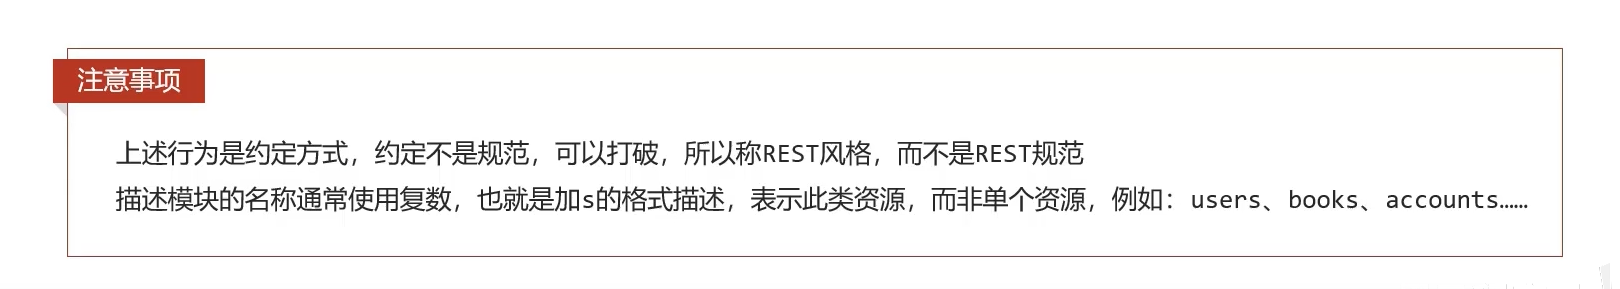 注意事项
上述行为是约定方式，约定不是规范，可以打破，所以称REST风格，而不是REST规范
描述模块的名称通常使用复数，也就是加s的格式描述，表示此类资源，而非单个资源，例如：users、books、accounts……